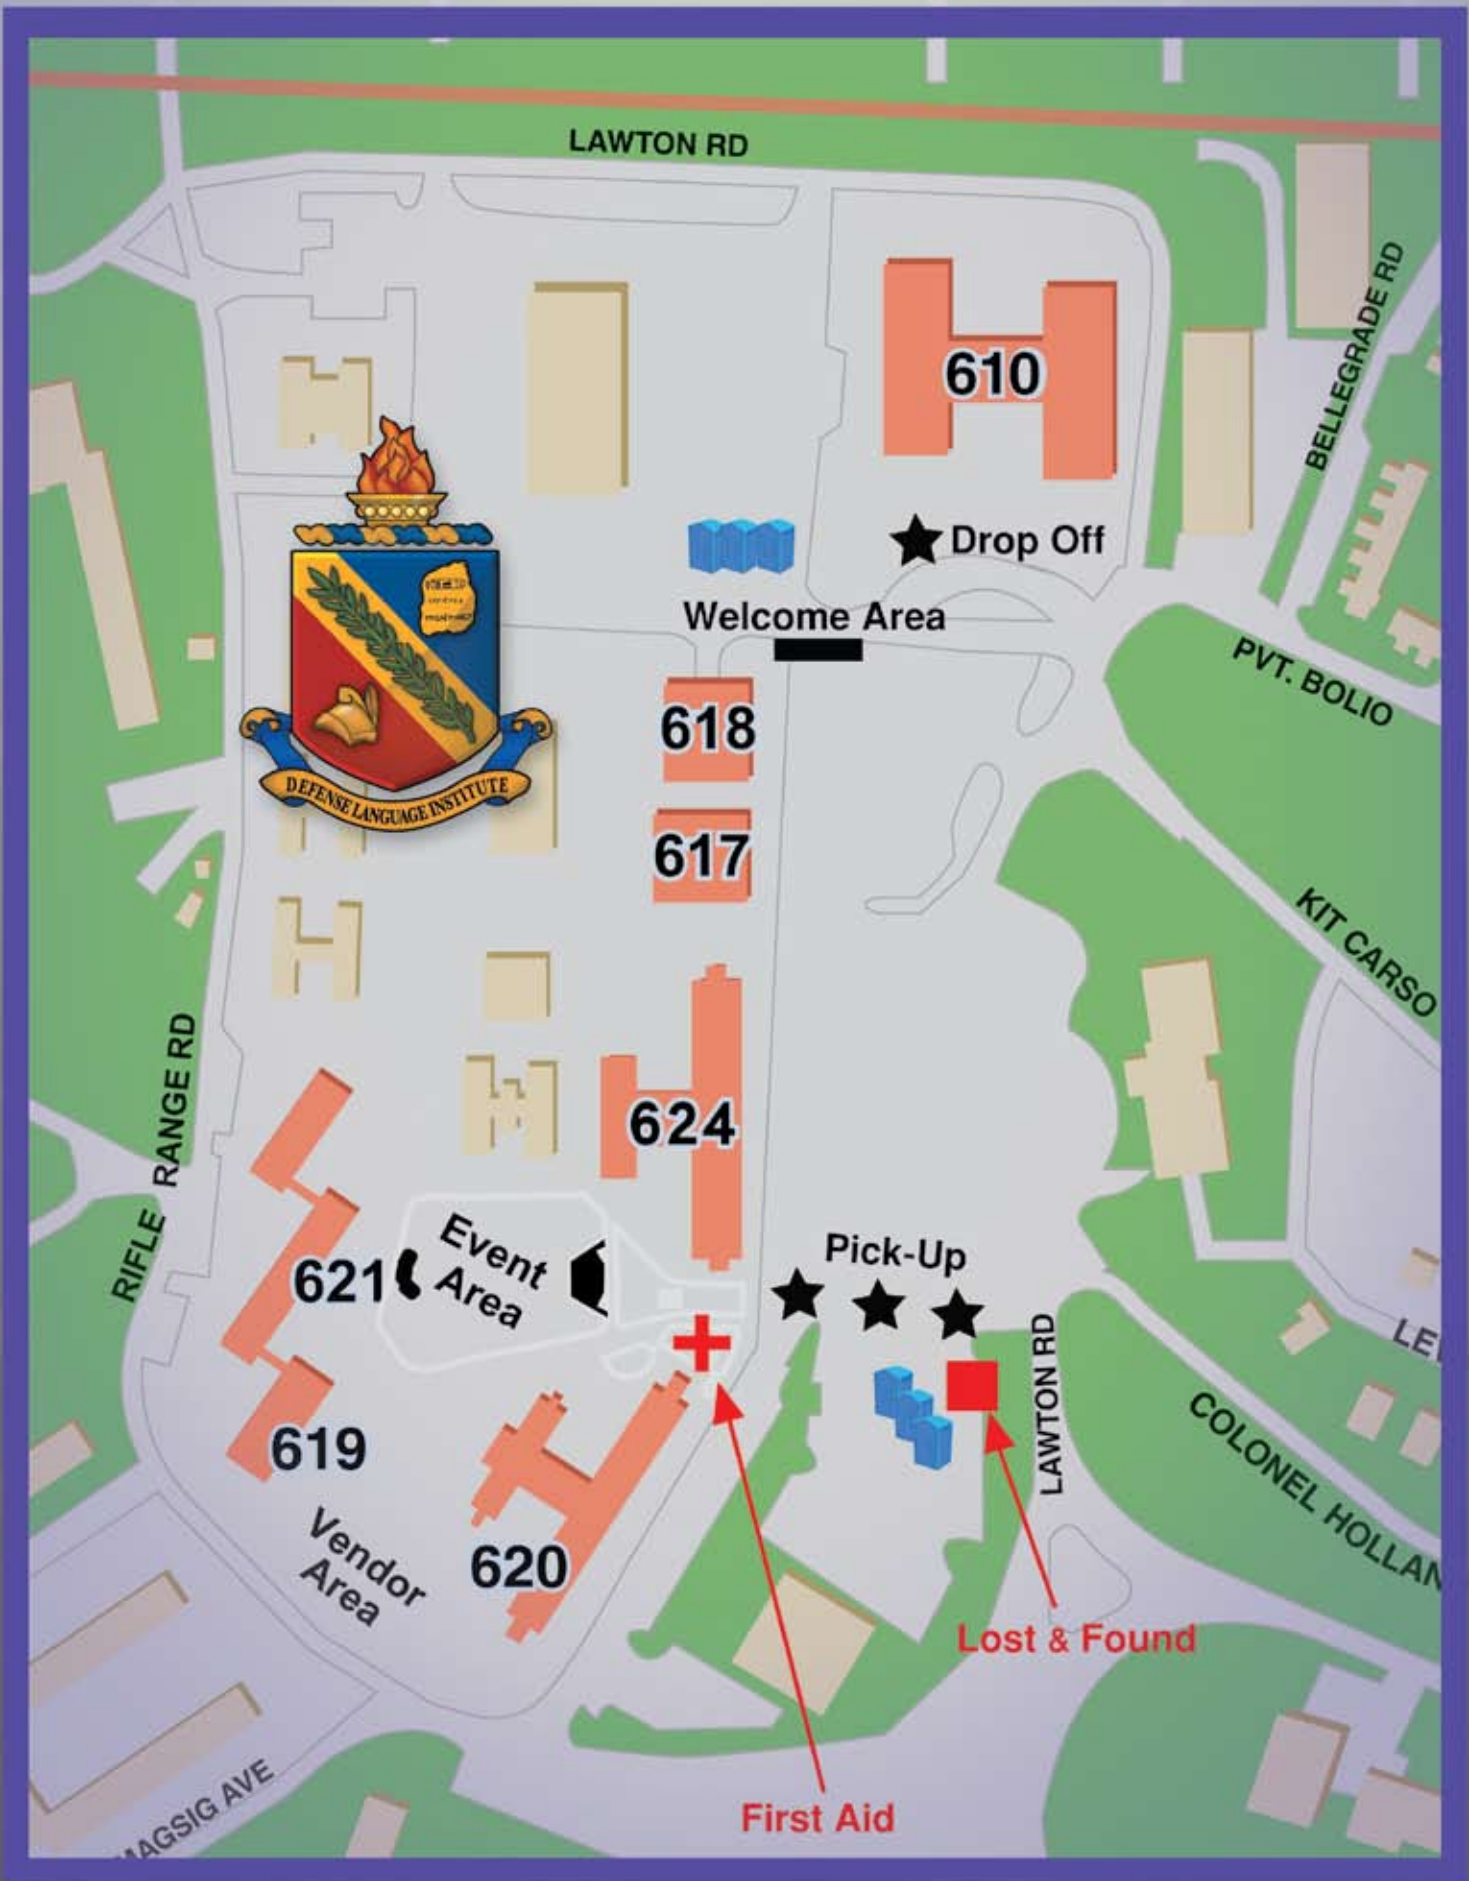 LAWTON RD
BELLEGRADE RD
610
Drop Off
Welcome Area
PVT. BOLIO
618
DEFENSE LANGUAGE INSTITUTE
617
KIT CARSO
RIFLE RANGE RD
624
Event
Area
621
Pick-Up
LAWTON RD
LEW
COLONEL HOLLAN
619
Vendor
Area
620
Lost & Found
First Aid
MAGSIG AVE